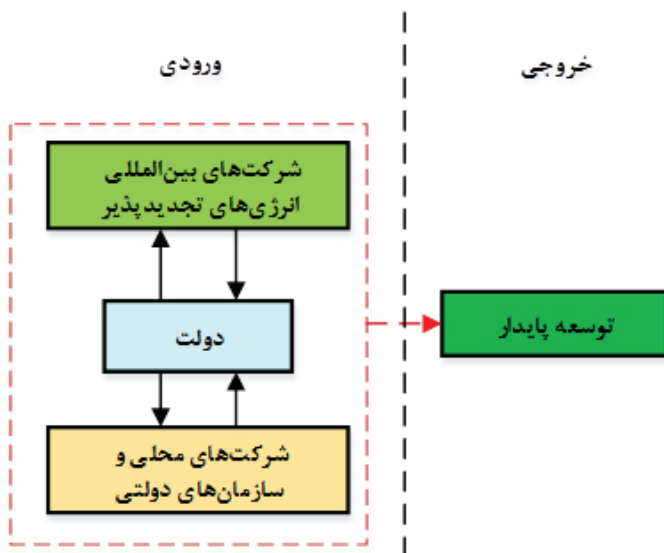 ورودی
خروجی
شرکت‌های بین‌المللی
انرژی‌های تجدیدپذیر
دولت
توسعه پایدار
شرکت‌های محلی و
سازمان‌های دولتی